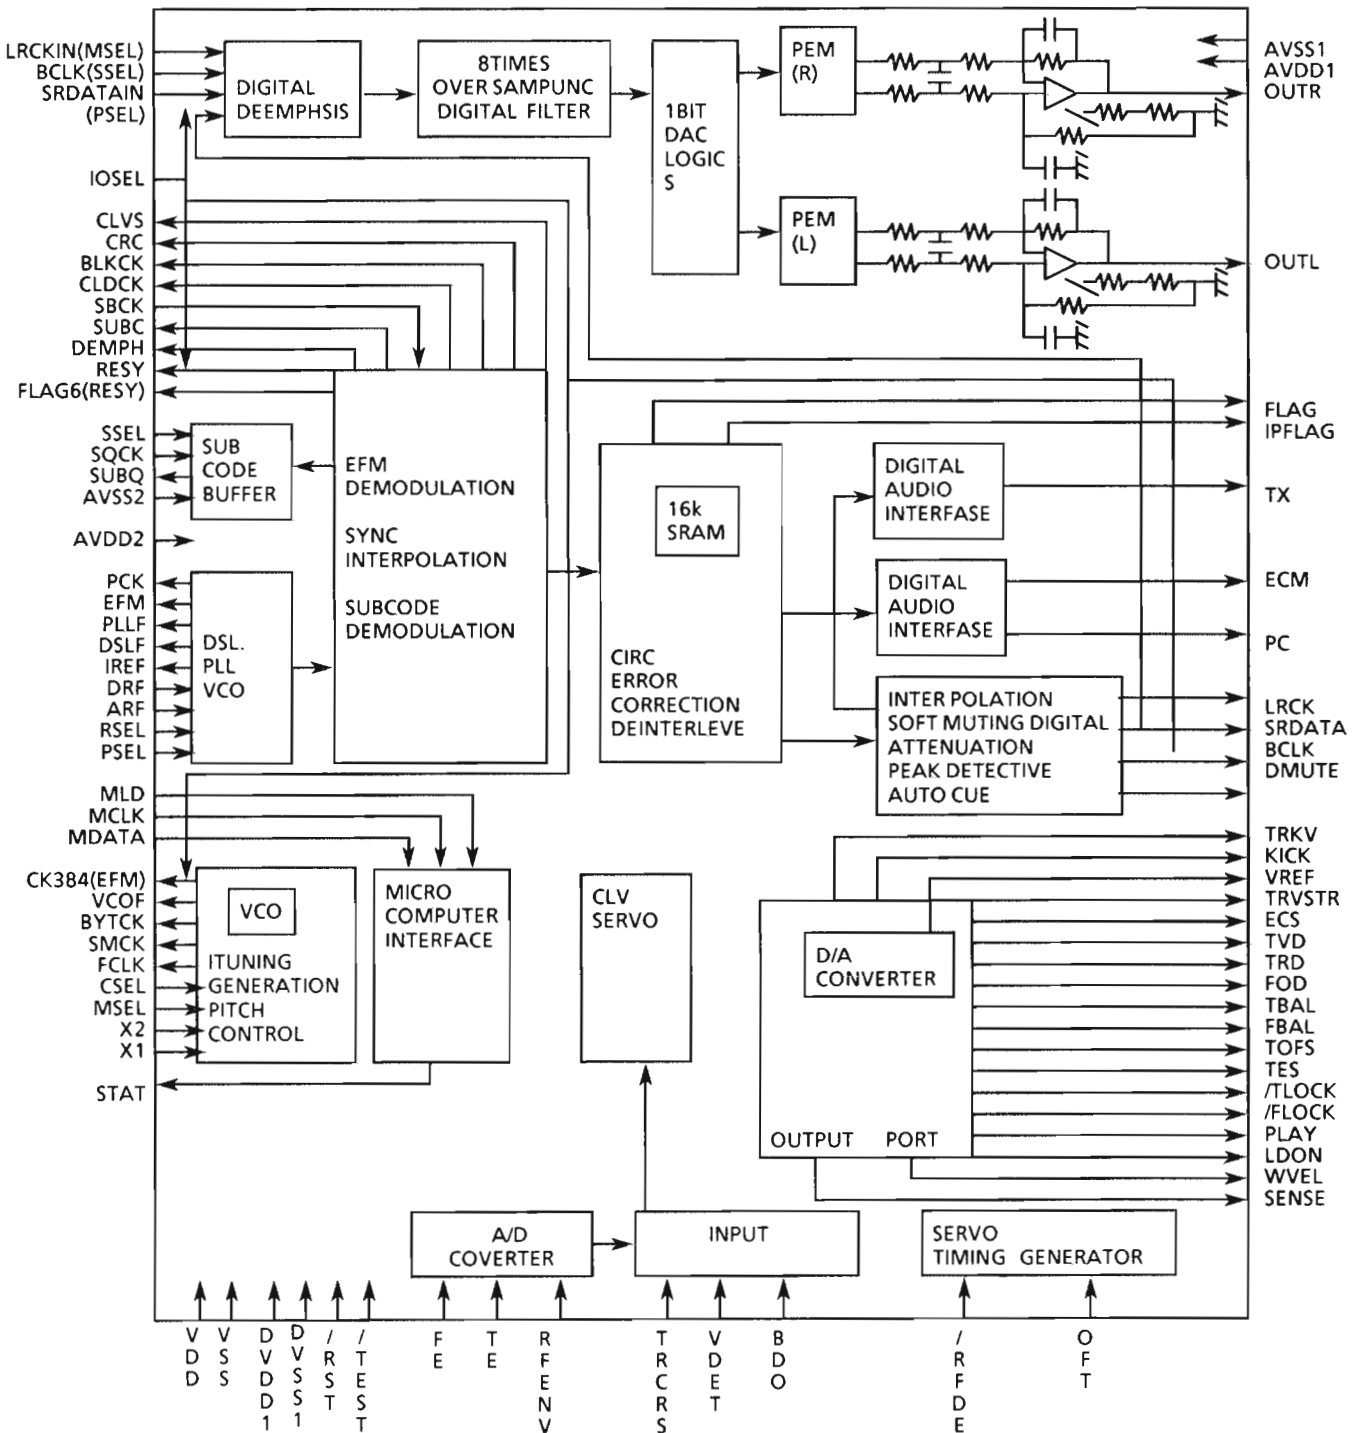 LRCKIN(MSEL)
BCLK(SSEL)
SRDATAIN
(PSEL)
IOSEL
CLVS
CRC
BLKCK
CLDCK
SBCK
SUBC
DEMPH
RESY
FLAG6(RESY)
SSEL
SQCK
SUBQ
AVSS2
AVDD2
PCK
EFM
PLLF
DSLF
IREF
DRF
ARF
RSEL
PSEL
MLD
MCLK
MDATA
CK384(EFM)
VCOF
BYTCK
SMCK
FCLK
CSEL
MSEL
X2
X1
STAT
DIGITAL
DEEMPHSIS
8TIMES
OVER SAMPUNC
DIGITAL FILTER
1BIT
DAC
LOGIC
S
PEM
(R)
PEM
(L)
SUB
CODE
BUFFER
DSL.
PLL
VCO
EFM
DEMODULATION
SYNC
INTERPOLATION
SUBCODE
DEMODULATION
16k
SRAM
CIRC
ERROR
CORRECTION
DEINTERLEVE
DIGITAL
AUDIO
INTERFASE
DIGITAL
AUDIO
INTERFASE
INTER POLATION
SOFT MUTING DIGITAL
ATTENUATION
PEAK DETECTIVE
AUTO CUE
VCO
ITUNING
GENERATION
PITCH
CONTROL
MICRO
COMPUTER
INTERFACE
CLV
SERVO
D/A
CONVERTER
OUTPUT PORT
A/D
COVERTER
INPUT
SERVO
TIMING GENERATOR
AVSS1
AVDD1
OUTR
OUTL
FLAG
IPFLAG
TX
ECM
PC
LRCK
SRDATA
BCLK
DMUTE
TRKV
KICK
VREF
TRVSTR
ECS
TVD
TRD
FOD
TBAL
FBAL
TOFS
TES
/TLOCK
/FLOCK
PLAY
LDON
WVEL
SENSE
VDD
VSS
DVDD1
DVSS1
/RST
/TEST
FE
TE
RFENV
TRCRS
VDET
BDO
/RFDE
OFT